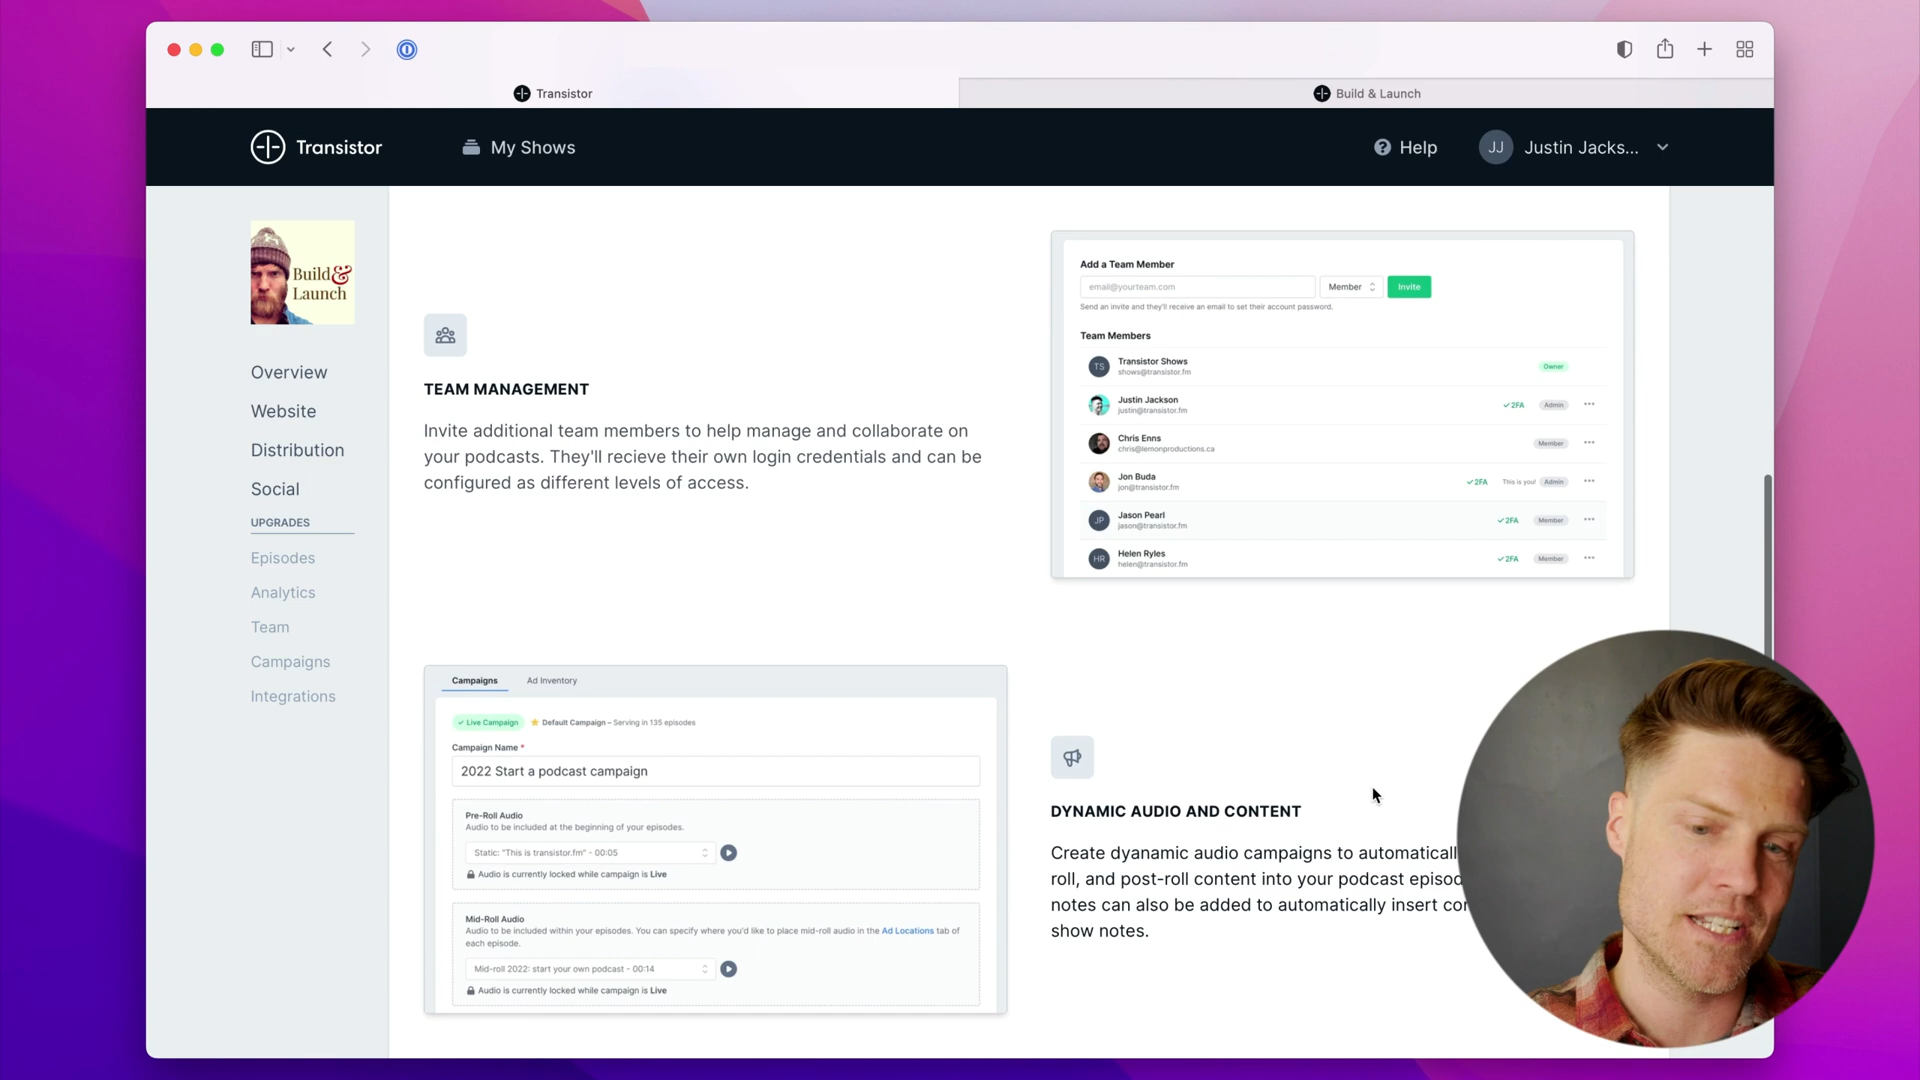 Transistor
Build & Launch
Transistor
My Shows
Help
JJ
Justin Jacks...
Build &
Launch
Overview
Website
Distribution
Social
UPGRADES
Episodes
Analytics
Team
Campaigns
Integrations
TEAM MANAGEMENT
Invite additional team members to help manage and collaborate on
your podcasts. They'll recieve their own login credentials and can be
configured as different levels of access.
Add a Team Member
email@yourteam.com
Member
Invite
Send an invite and they'll receive an email to set their account password.
Team Members
TS
Transistor Shows
shows@transistor.fm
Owner
Justin Jackson
justin@transistor.fm
2FA
Admin
Chris Enns
chris@lemonproductions.ca
Member
Jon Buda
jon@transistor.fm
2FA
This is you!
Admin
JP
Jason Pearl
jason@transistor.fm
2FA
Member
HR
Helen Ryles
helen@transistor.fm
2FA
Member
Campaigns
Ad Inventory
Live Campaign
Default Campaign – Serving in 135 episodes
Campaign Name *
2022 Start a podcast campaign
Pre-Roll Audio
Audio to be included at the beginning of your episodes.
Static: "This is transistor.fm" - 00:05
Audio is currently locked while campaign is Live
Mid-Roll Audio
Audio to be included within your episodes. You can specify where you'd like to place mid-roll audio in the Ad Locations tab of
each episode.
Mid-roll 2022: start your own podcast - 00:14
Audio is currently locked while campaign is Live
DYNAMIC AUDIO AND CONTENT
Create dyanamic audio campaigns to automaticall
roll, and post-roll content into your podcast episod
notes can also be added to automatically insert
show notes.